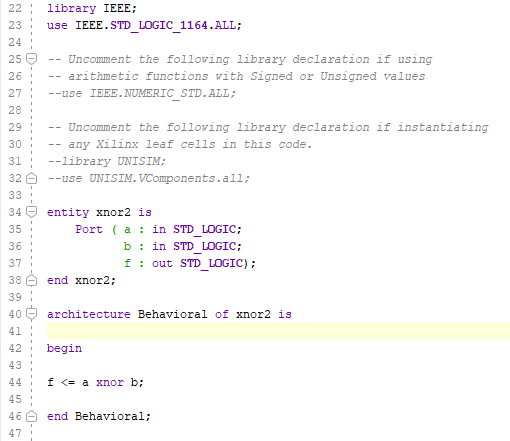 22 library IEEE;
23 use IEEE.STD_LOGIC_1164.ALL;
24
25 -- Uncomment the following library declaration if using
26 -- arithmetic functions with Signed or Unsigned values
27 --use IEEE.NUMERIC_STD.ALL;
28
29 -- Uncomment the following library declaration if instantiating
30 -- any Xilinx leaf cells in this code.
31 --library UNISIM;
32 --use UNISIM.VComponents.all;
33
34 entity xnor2 is
35     Port ( a : in STD_LOGIC;
36            b : in STD_LOGIC;
37            f : out STD_LOGIC);
38 end xnor2;
39
40 architecture Behavioral of xnor2 is
41
42 begin
43
44 f <= a xnor b;
45
46 end Behavioral;
47